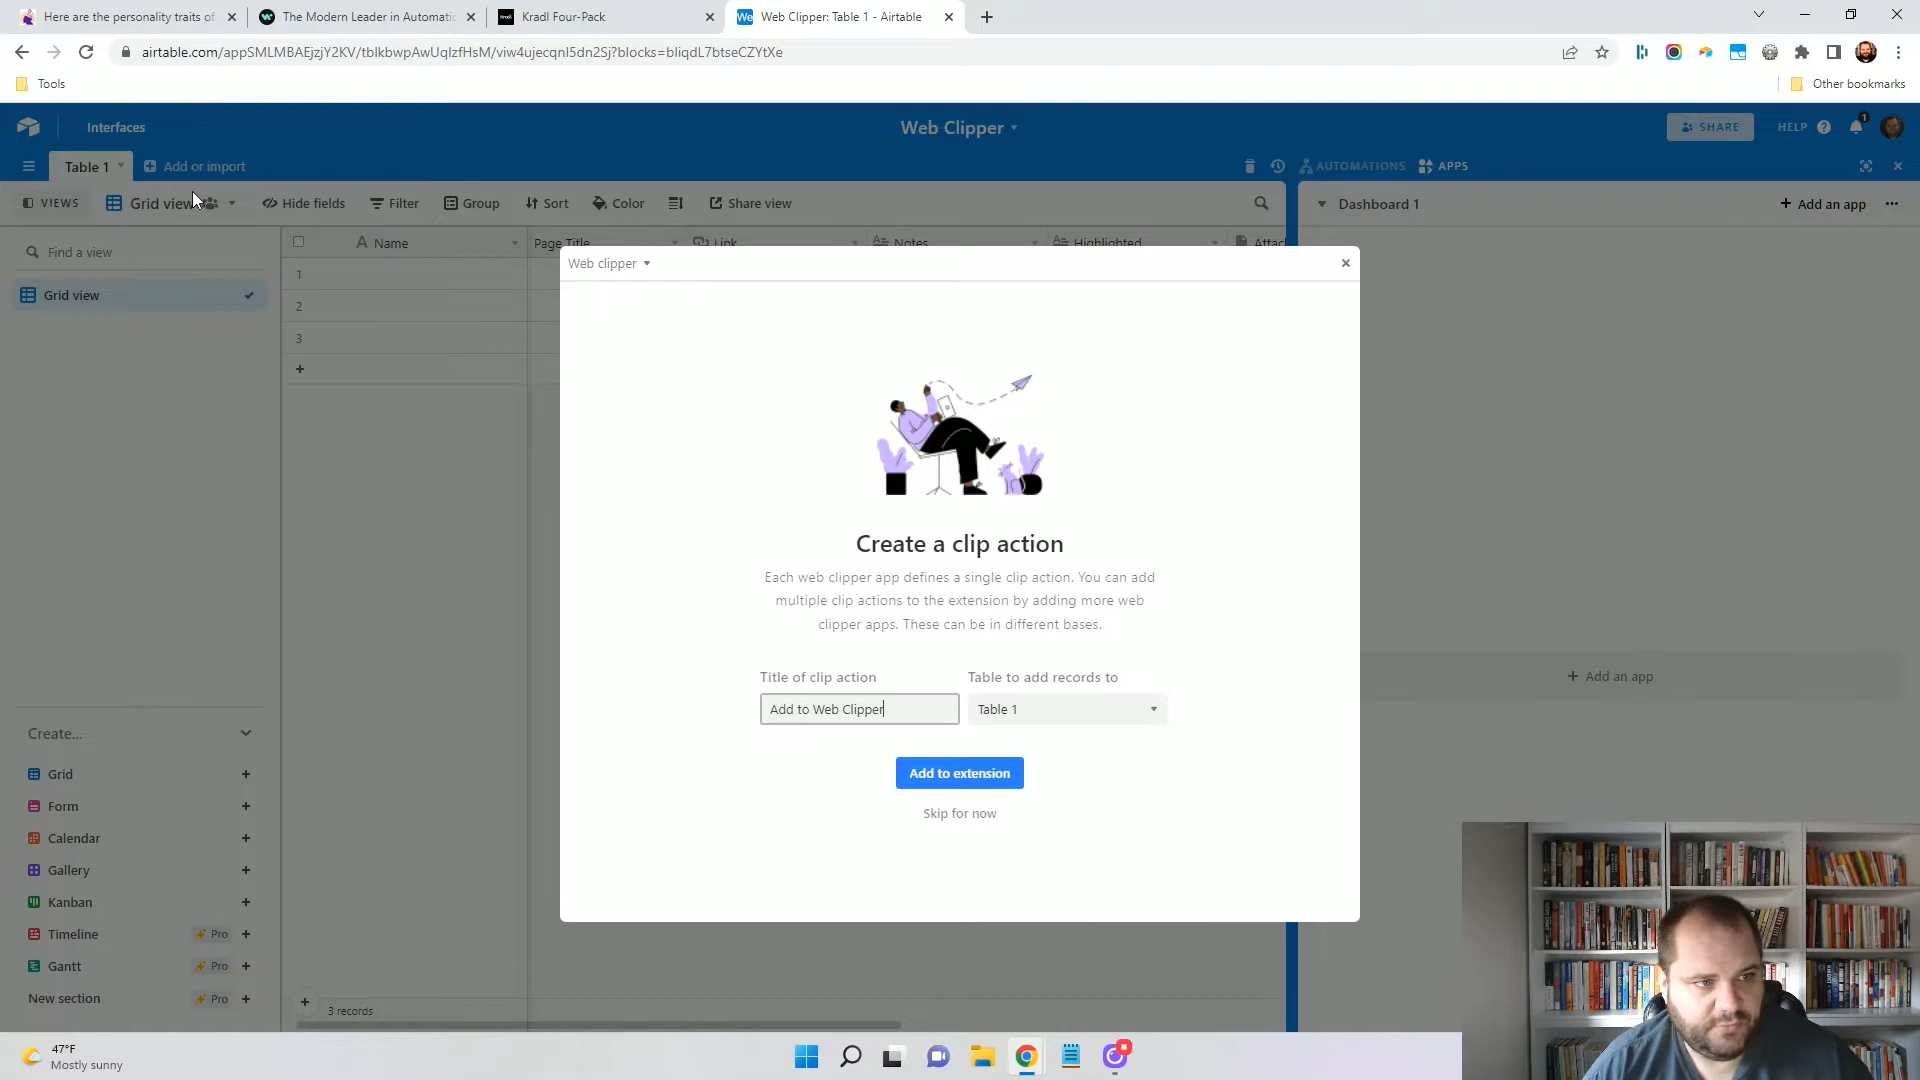 Here are the personality traits of
The Modern Leader in Automatic
Kradl Four-Pack
Web Clipper: Table 1 - Airtable
airtable.com/appSMLMBAEjzjY2KV/tblkbwpAwUqlzfHsM/viw4ujecqnI5dn2Sj?blocks=bliqdL7btseCZYtXe
Tools
Other bookmarks
Interfaces
Web Clipper
SHARE
HELP
1
Table 1
Add or import
AUTOMATIONS
APPS
VIEWS
Grid view
Hide fields
Filter
Group
Sort
Color
Share view
Dashboard 1
Add an app
Find a view
Name
Page Title
Link
Notes
Highlighted
Attac
Grid view
1
2
3
Web clipper
Create a clip action
Each web clipper app defines a single clip action. You can add
multiple clip actions to the extension by adding more web
clipper apps. These can be in different bases.
Title of clip action
Table to add records to
Add to Web Clipper
Table 1
Add to extension
Skip for now
Add an app
Create...
Grid
Form
Calendar
Gallery
Kanban
Timeline
Pro
Gantt
Pro
New section
Pro
3 records
47°F
Mostly sunny